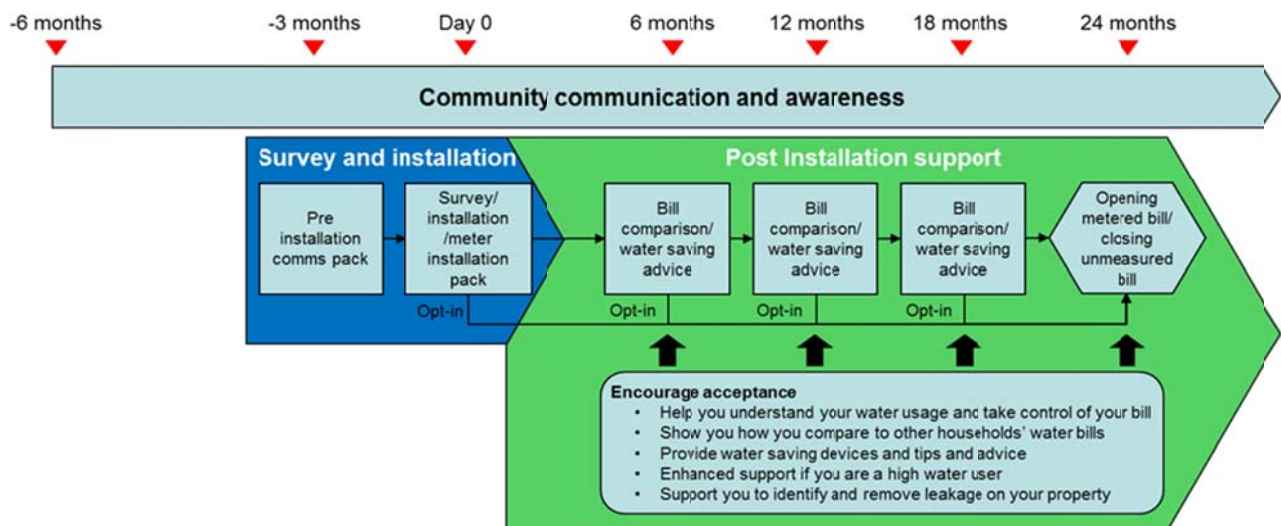 -6 months
-3 months
Day 0
6 months
12 months
18 months
24 months
Community communication and awareness
Survey and installation
Post Installation support
Pre
installation
comms pack
Survey/
installation
/meter
installation
pack
Bill
comparison/
water saving
advice
Bill
comparison/
water saving
advice
Bill
comparison/
water saving
advice
Opening
metered bill/
closing
unmeasured
bill
Opt-in
Opt-in
Opt-in
Opt-in
Encourage acceptance
• Help you understand your water usage and take control of your bill
• Show you how you compare to other households' water bills
• Provide water saving devices and tips and advice
• Enhanced support if you are a high water user
• Support you to identify and remove leakage on your property